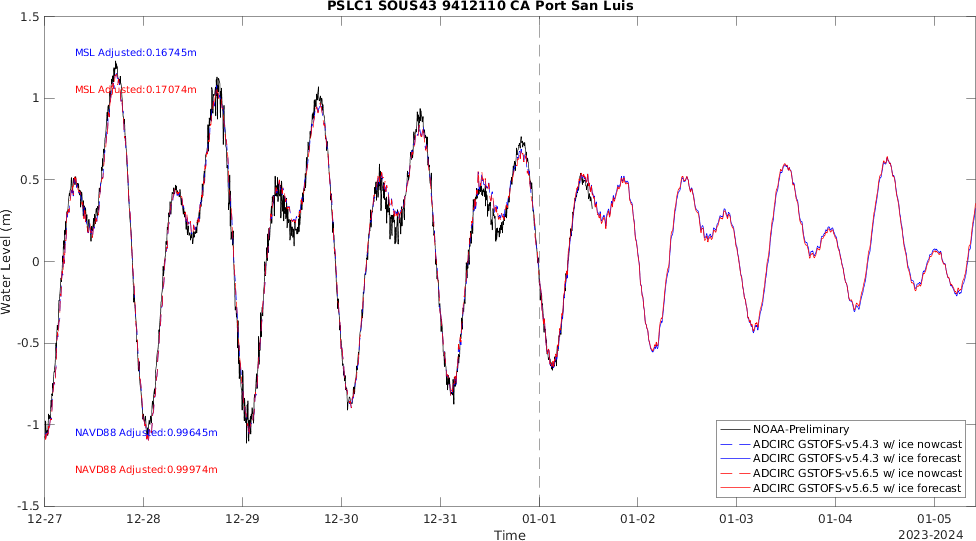 PSLC1 SOUS43 9412110 CA Port San Luis
1.5
MSL Adjusted:0.16745m
MSL Adjusted:0.17074m
1
0.5
0
-0.5
-1
-1.5
Water Level (m)
NAVD88 Adjusted:0.99645m
NAVD88 Adjusted:0.99974m
NOAA-Preliminary
ADCIRC GSTOFS-v5.4.3 w/ ice nowcast
ADCIRC GSTOFS-v5.4.3 w/ ice forecast
ADCIRC GSTOFS-v5.6.5 w/ ice nowcast
ADCIRC GSTOFS-v5.6.5 w/ ice forecast
12-27 12-28 12-29 12-30 12-31 01-01 01-02 01-03 01-04 01-05
Time
2023-2024